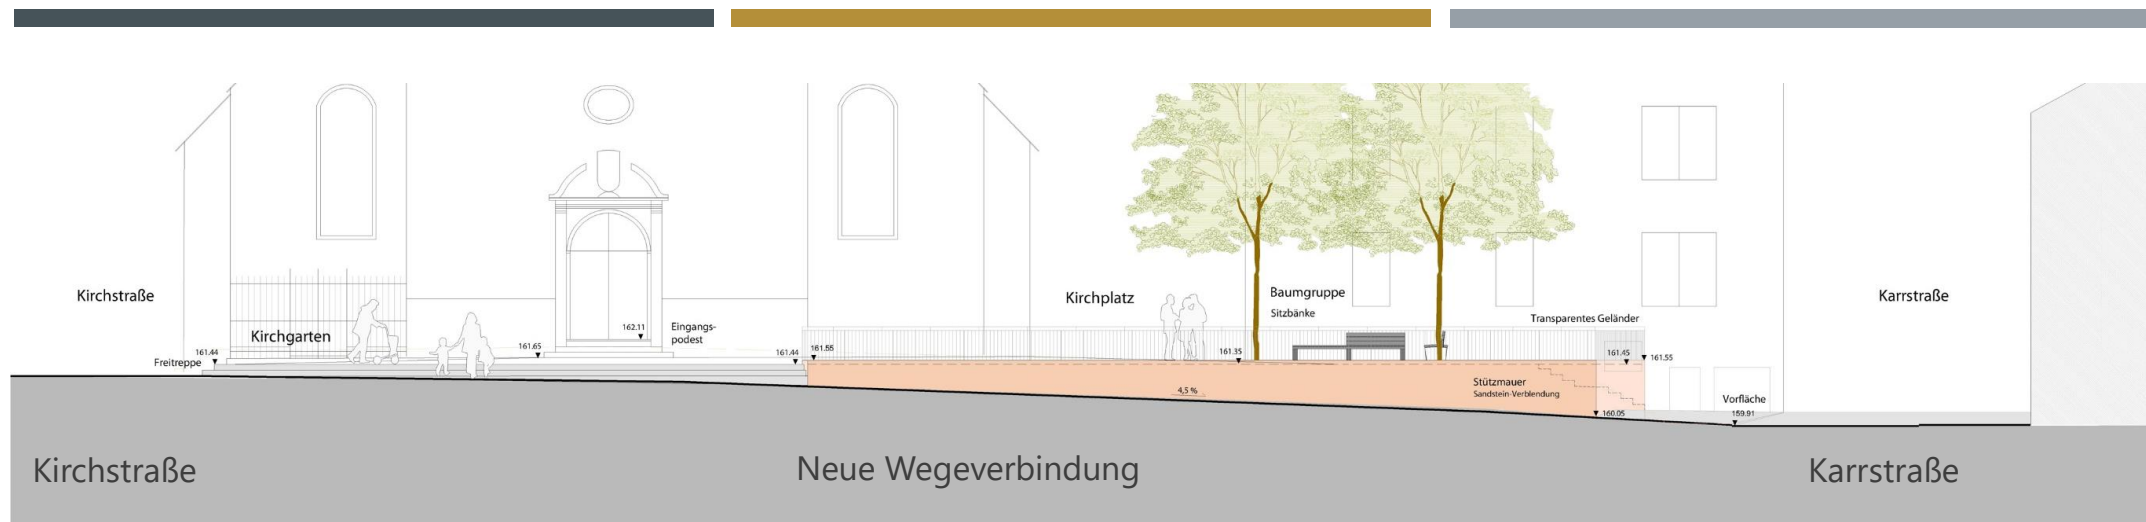 Kirchstraße
Kirchgarten
Freitreppe
161.44
161.65
162.11
Eingangs-
podest
161.44
161.55
Kirchplatz
161.35
Baumgruppe
Sitzbänke
Transparentes Geländer
161.45
161.55
4,5 %
Stützmauer
Sandstein-Verblendung
160.05
Vorfläche
159.91
Karrstraße
Kirchstraße
Neue Wegeverbindung
Karrstraße